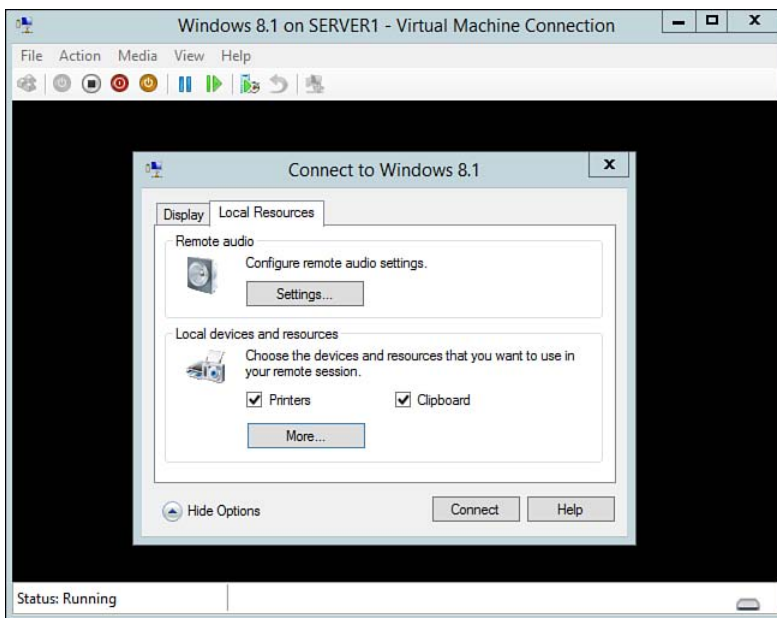 Windows 8.1 on SERVER1 - Virtual Machine Connection
File Action Media View Help
Connect to Windows 8.1
Display Local Resources
Remote audio
Configure remote audio settings.
Settings...
Local devices and resources
Choose the devices and resources that you want to use in
your remote session.
Printers Clipboard
More...
Hide Options Connect Help
Status: Running